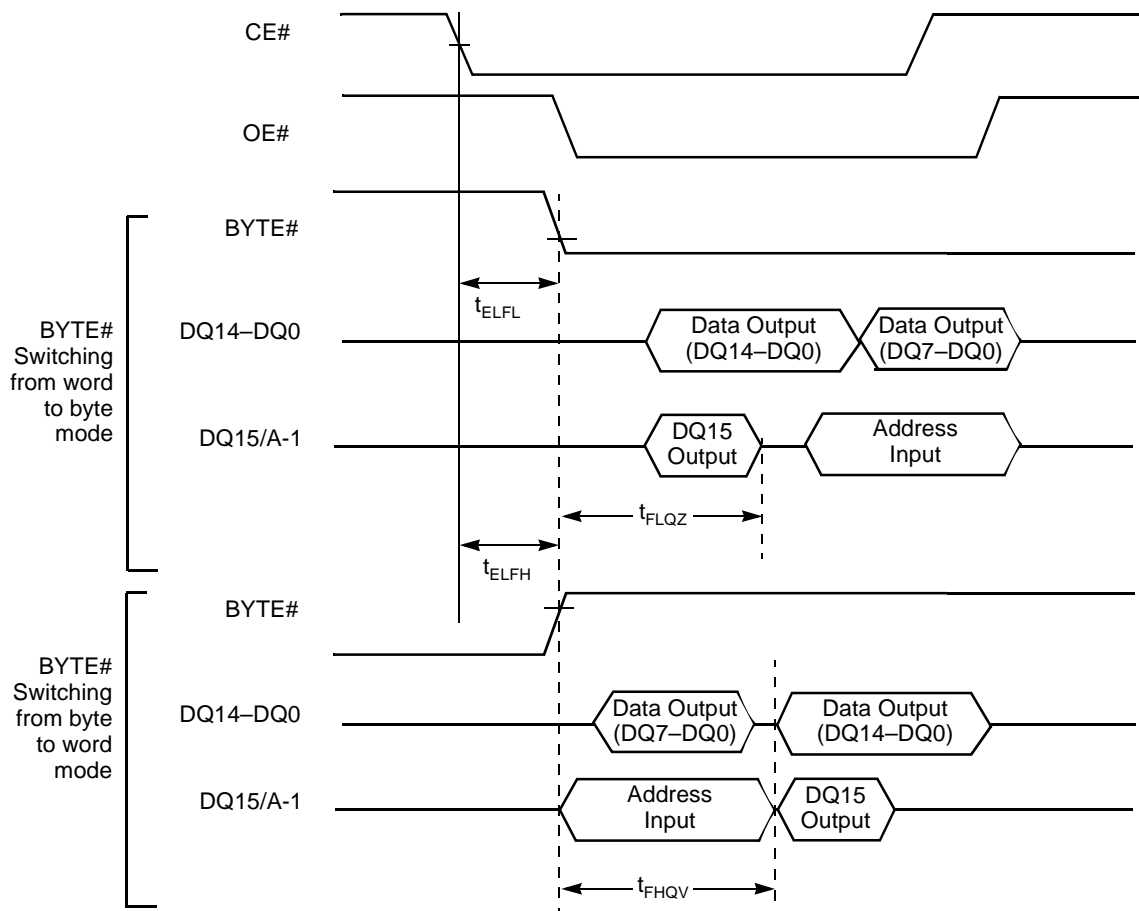 CE#
OE#
BYTE#
tELFL
BYTE#
Switching
from word
to byte
mode
DQ14–DQ0
Data Output
(DQ14–DQ0)
Data Output
(DQ7–DQ0)
DQ15/A-1
DQ15
Output
Address
Input
tFLQZ
tELFH
BYTE#
BYTE#
Switching
from byte
to word
mode
DQ14–DQ0
Data Output
(DQ7–DQ0)
Data Output
(DQ14–DQ0)
DQ15/A-1
Address
Input
DQ15
Output
tFHQV